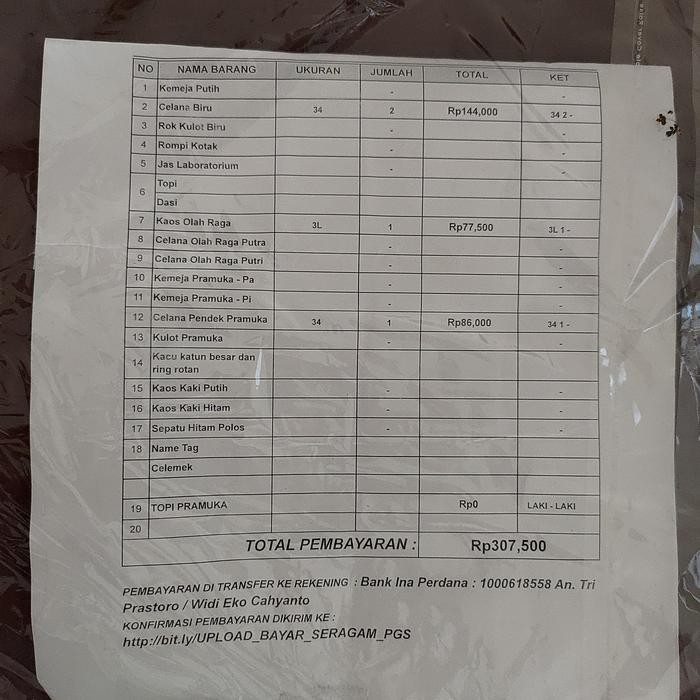 NO NAMA BARANG UKURAN JUMLAH TOTAL KET
1 Kemeja Putih - -
2 Celana Biru 34 2 Rp144,000 34 2 -
3 Rok Kulot Biru - -
4 Rompi Kotak - -
5 Jas Laboratorium - -
6 Topi
Dasi
7 Kaos Olah Raga 3L 1 Rp77,500 3L 1 -
8 Celana Olah Raga Putra - -
9 Celana Olah Raga Putri - -
10 Kemeja Pramuka - Pa - -
11 Kemeja Pramuka - Pi - -
12 Celana Pendek Pramuka 34 1 Rp86,000 34 1 -
13 Kulot Pramuka - -
14 Kacu katun besar dan
ring rotan
15 Kaos Kaki Putih - -
16 Kaos Kaki Hitam - -
17 Sepatu Hitam Polos - -
18 Name Tag
Celemek
19 TOPI PRAMUKA Rp0 LAKI - LAKI
20
TOTAL PEMBAYARAN : Rp307,500
PEMBAYARAN DI TRANSFER KE REKENING : Bank Ina Perdana : 1000618558 An. Tri
Prastoro / Widi Eko Cahyanto
KONFIRMASI PEMBAYARAN DIKIRIM KE :
http://bit.ly/UPLOAD_BAYAR_SERAGAM_PGS